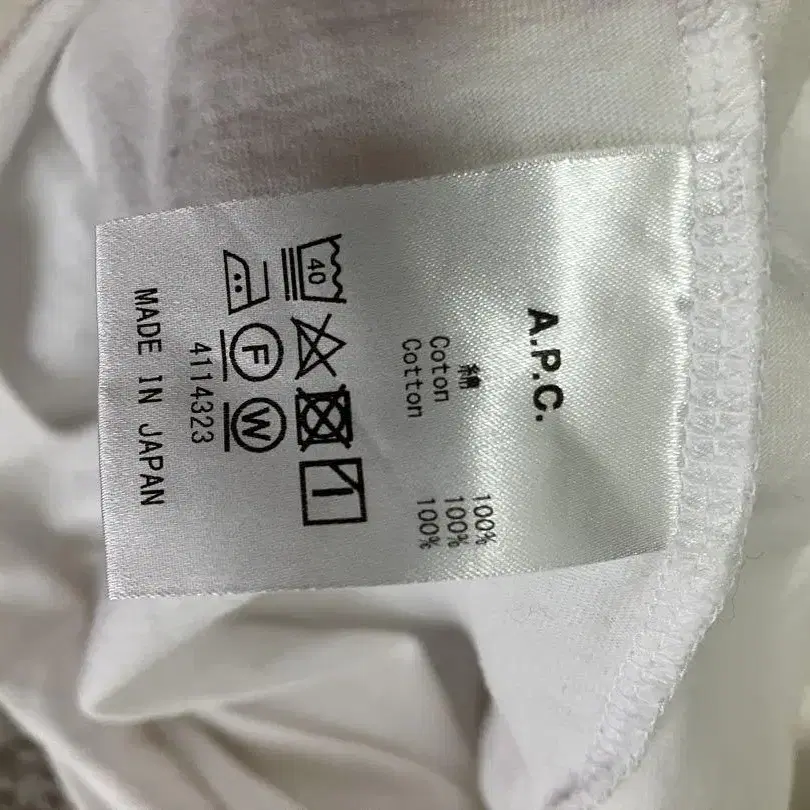 A.P.C.
綿 100%
Coton 100%
Cotton 100%
40
F W
4114323
MADE IN JAPAN